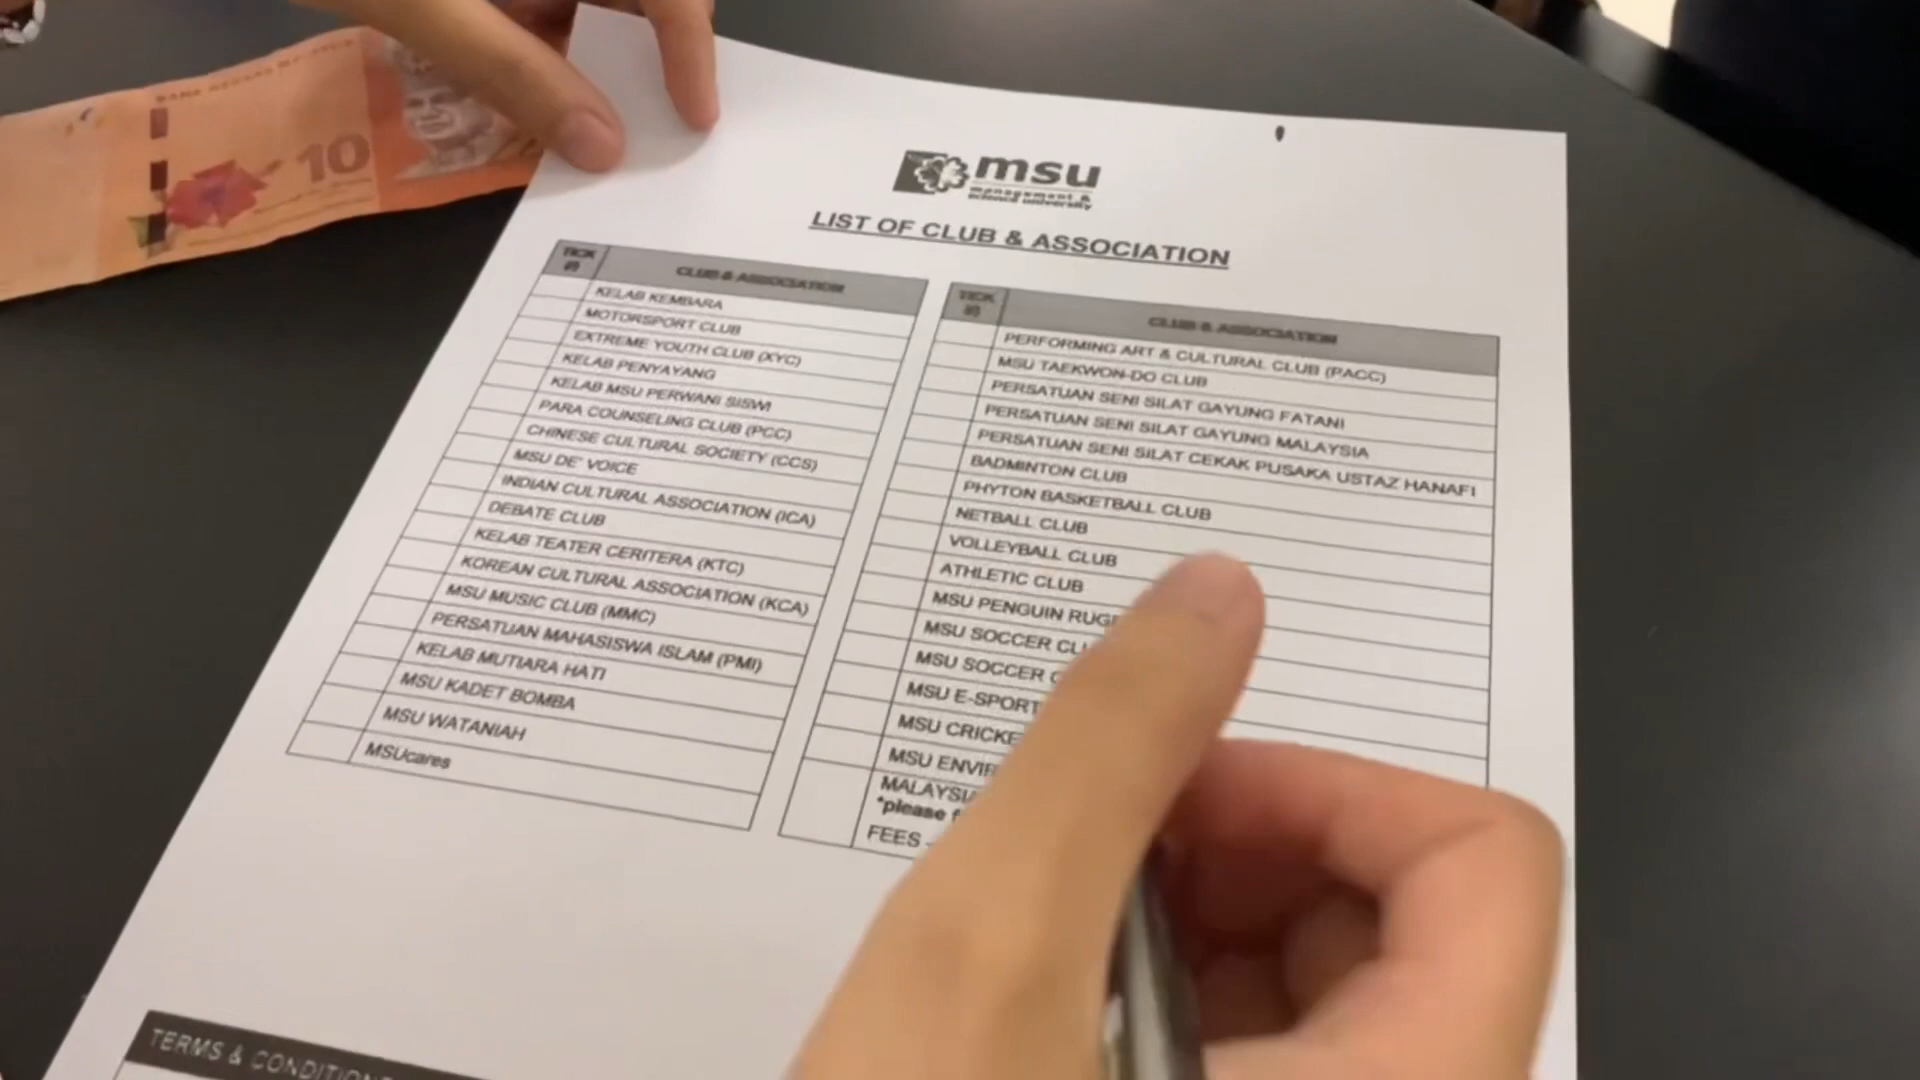 10
msu
management &
science university
LIST OF CLUB & ASSOCIATION
TICK
CLUB & ASSOCIATION
KELAB KEMBARA
MOTORSPORT CLUB
EXTREME YOUTH CLUB (XYC)
KELAB PENYAYANG
KELAB MSU PERWANI SISWI
PARA COUNSELING CLUB (PCC)
CHINESE CULTURAL SOCIETY (CCS)
MSU DE' VOICE
INDIAN CULTURAL ASSOCIATION (ICA)
DEBATE CLUB
KELAB TEATER CERITERA (KTC)
KOREAN CULTURAL ASSOCIATION (KCA)
MSU MUSIC CLUB (MMC)
PERSATUAN MAHASISWA ISLAM (PMI)
KELAB MUTIARA HATI
MSU KADET BOMBA
MSU WATANIAH
MSUcares
TICK
CLUB & ASSOCIATION
PERFORMING ART & CULTURAL CLUB (PACC)
MSU TAEKWON-DO CLUB
PERSATUAN SENI SILAT GAYUNG FATANI
PERSATUAN SENI SILAT GAYUNG MALAYSIA
PERSATUAN SENI SILAT CEKAK PUSAKA USTAZ HANAFI
BADMINTON CLUB
PHYTON BASKETBALL CLUB
NETBALL CLUB
VOLLEYBALL CLUB
ATHLETIC CLUB
MSU PENGUIN
MSU SOCCER
MSU SOCCER
MSU E-SPORT
MSU
MSU
*please
FEES -
TERMS &